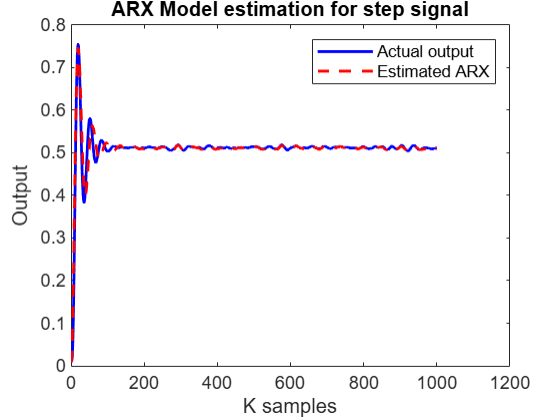 ARX Model estimation for step signal
Actual output
Estimated ARX
0.8
0.7
0.6
0.5
0.4
0.3
0.2
0.1
0
Output
0 200 400 600 800 1000 1200
K samples